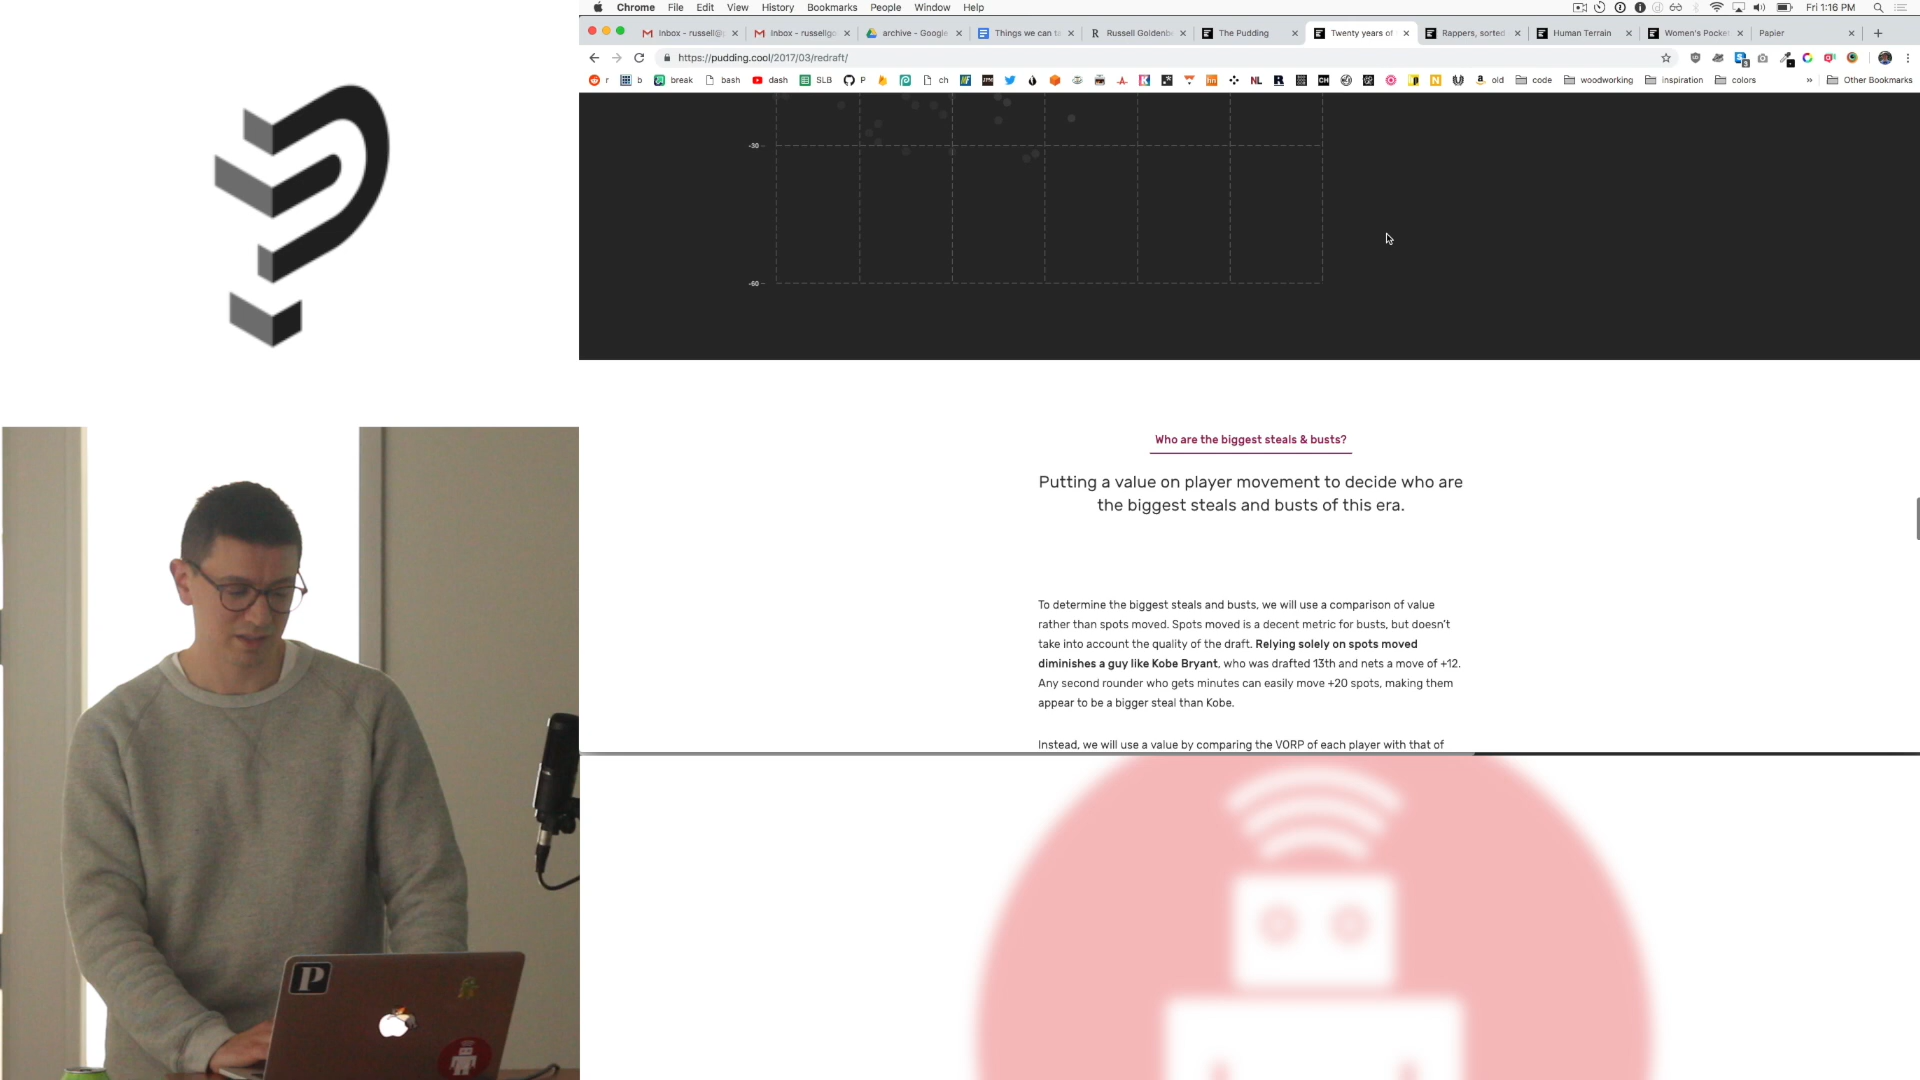 Chrome File Edit View History Bookmarks People Window Help
Fri 1:16 PM
Inbox - russell@
Inbox - russellgo
archive - Google
Things we can to
Russell Goldenbe
The Pudding
Twenty years of
Rappers, sorted
Human Terrain
Women's Pocket
Papier
https://pudding.cool/2017/03/redraft/
r b break bash dash SLB P ch NL CH old code woodworking inspiration colors » Other Bookmarks
-30
-60
Who are the biggest steals & busts?
Putting a value on player movement to decide who are
the biggest steals and busts of this era.
To determine the biggest steals and busts, we will use a comparison of value
rather than spots moved. Spots moved is a decent metric for busts, but doesn't
take into account the quality of the draft. Relying solely on spots moved
diminishes a guy like Kobe Bryant, who was drafted 13th and nets a move of +12.
Any second rounder who gets minutes can easily move +20 spots, making them
appear to be a bigger steal than Kobe.
Instead, we will use a value by comparing the VORP of each player with that of
P